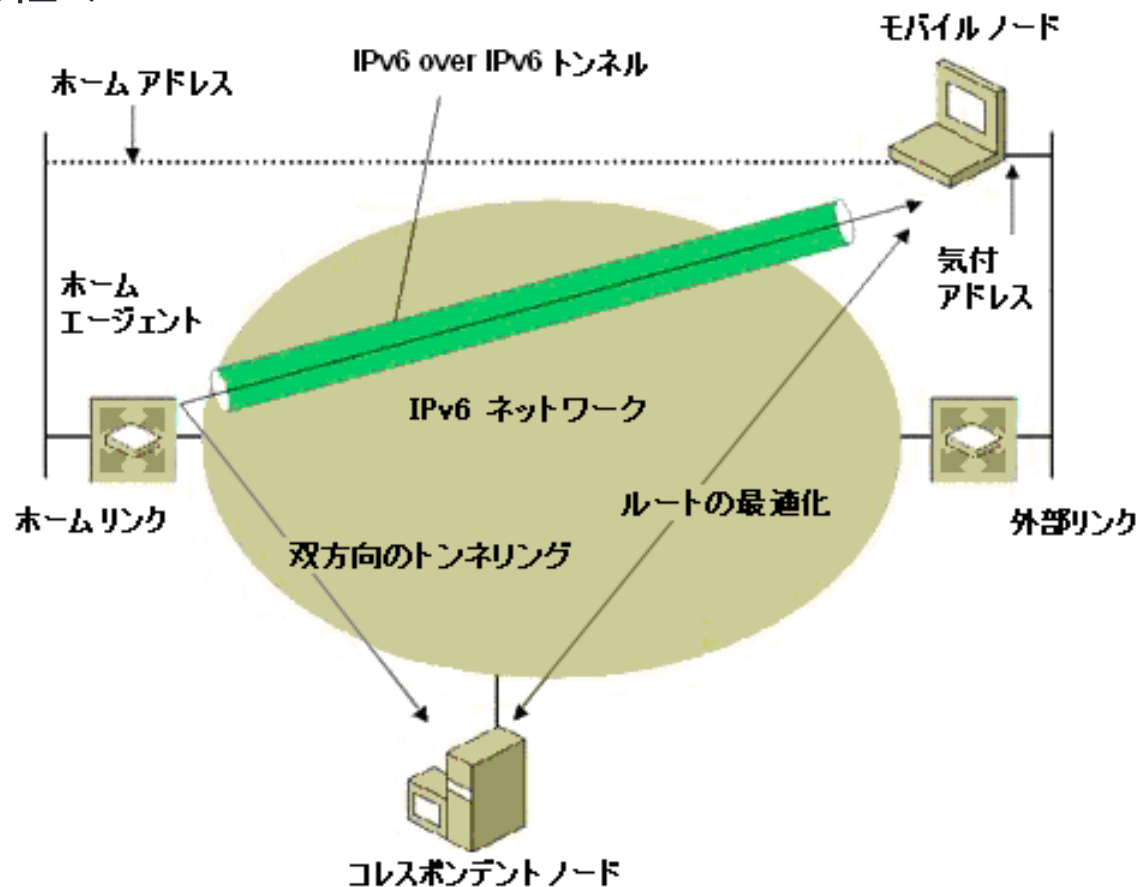 モバイル ノード
IPv6 over IPv6 トンネル
ホーム アドレス
気付
アドレス
ホーム
エージェント
IPv6 ネットワーク
ルートの最適化
ホームリンク
外部リンク
双方向のトンネリング
コレスポンデント ノード